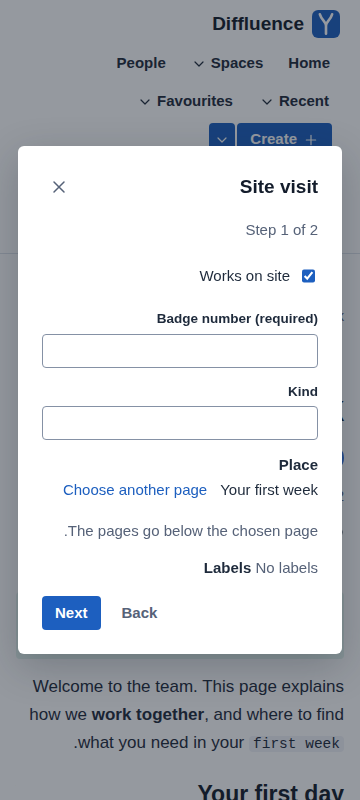 Diffluence
Home Spaces People
Recent Favourites
Create
Site visit
Step 1 of 2
Works on site
Badge number (required)
Kind
Place
Your first week Choose another page
The pages go below the chosen page.
Labels No labels
Next Back
Welcome to the team. This page explains
how we work together, and where to find
what you need in your first week.
Your first day